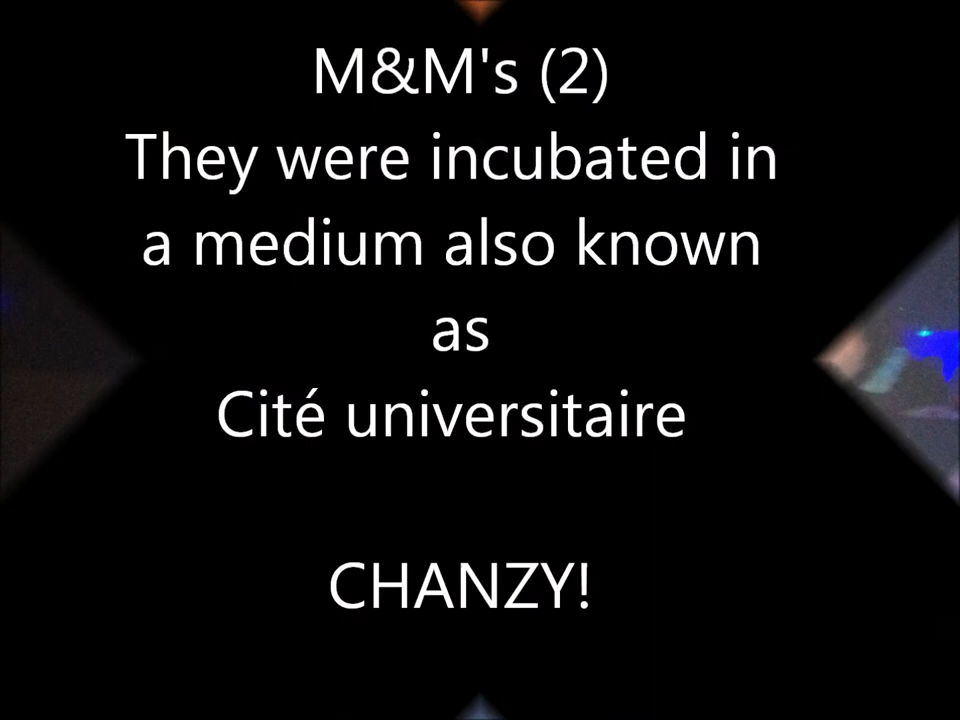 M&M's (2)
They were incubated in
a medium also known
as
Cité universitaire
CHANZY!